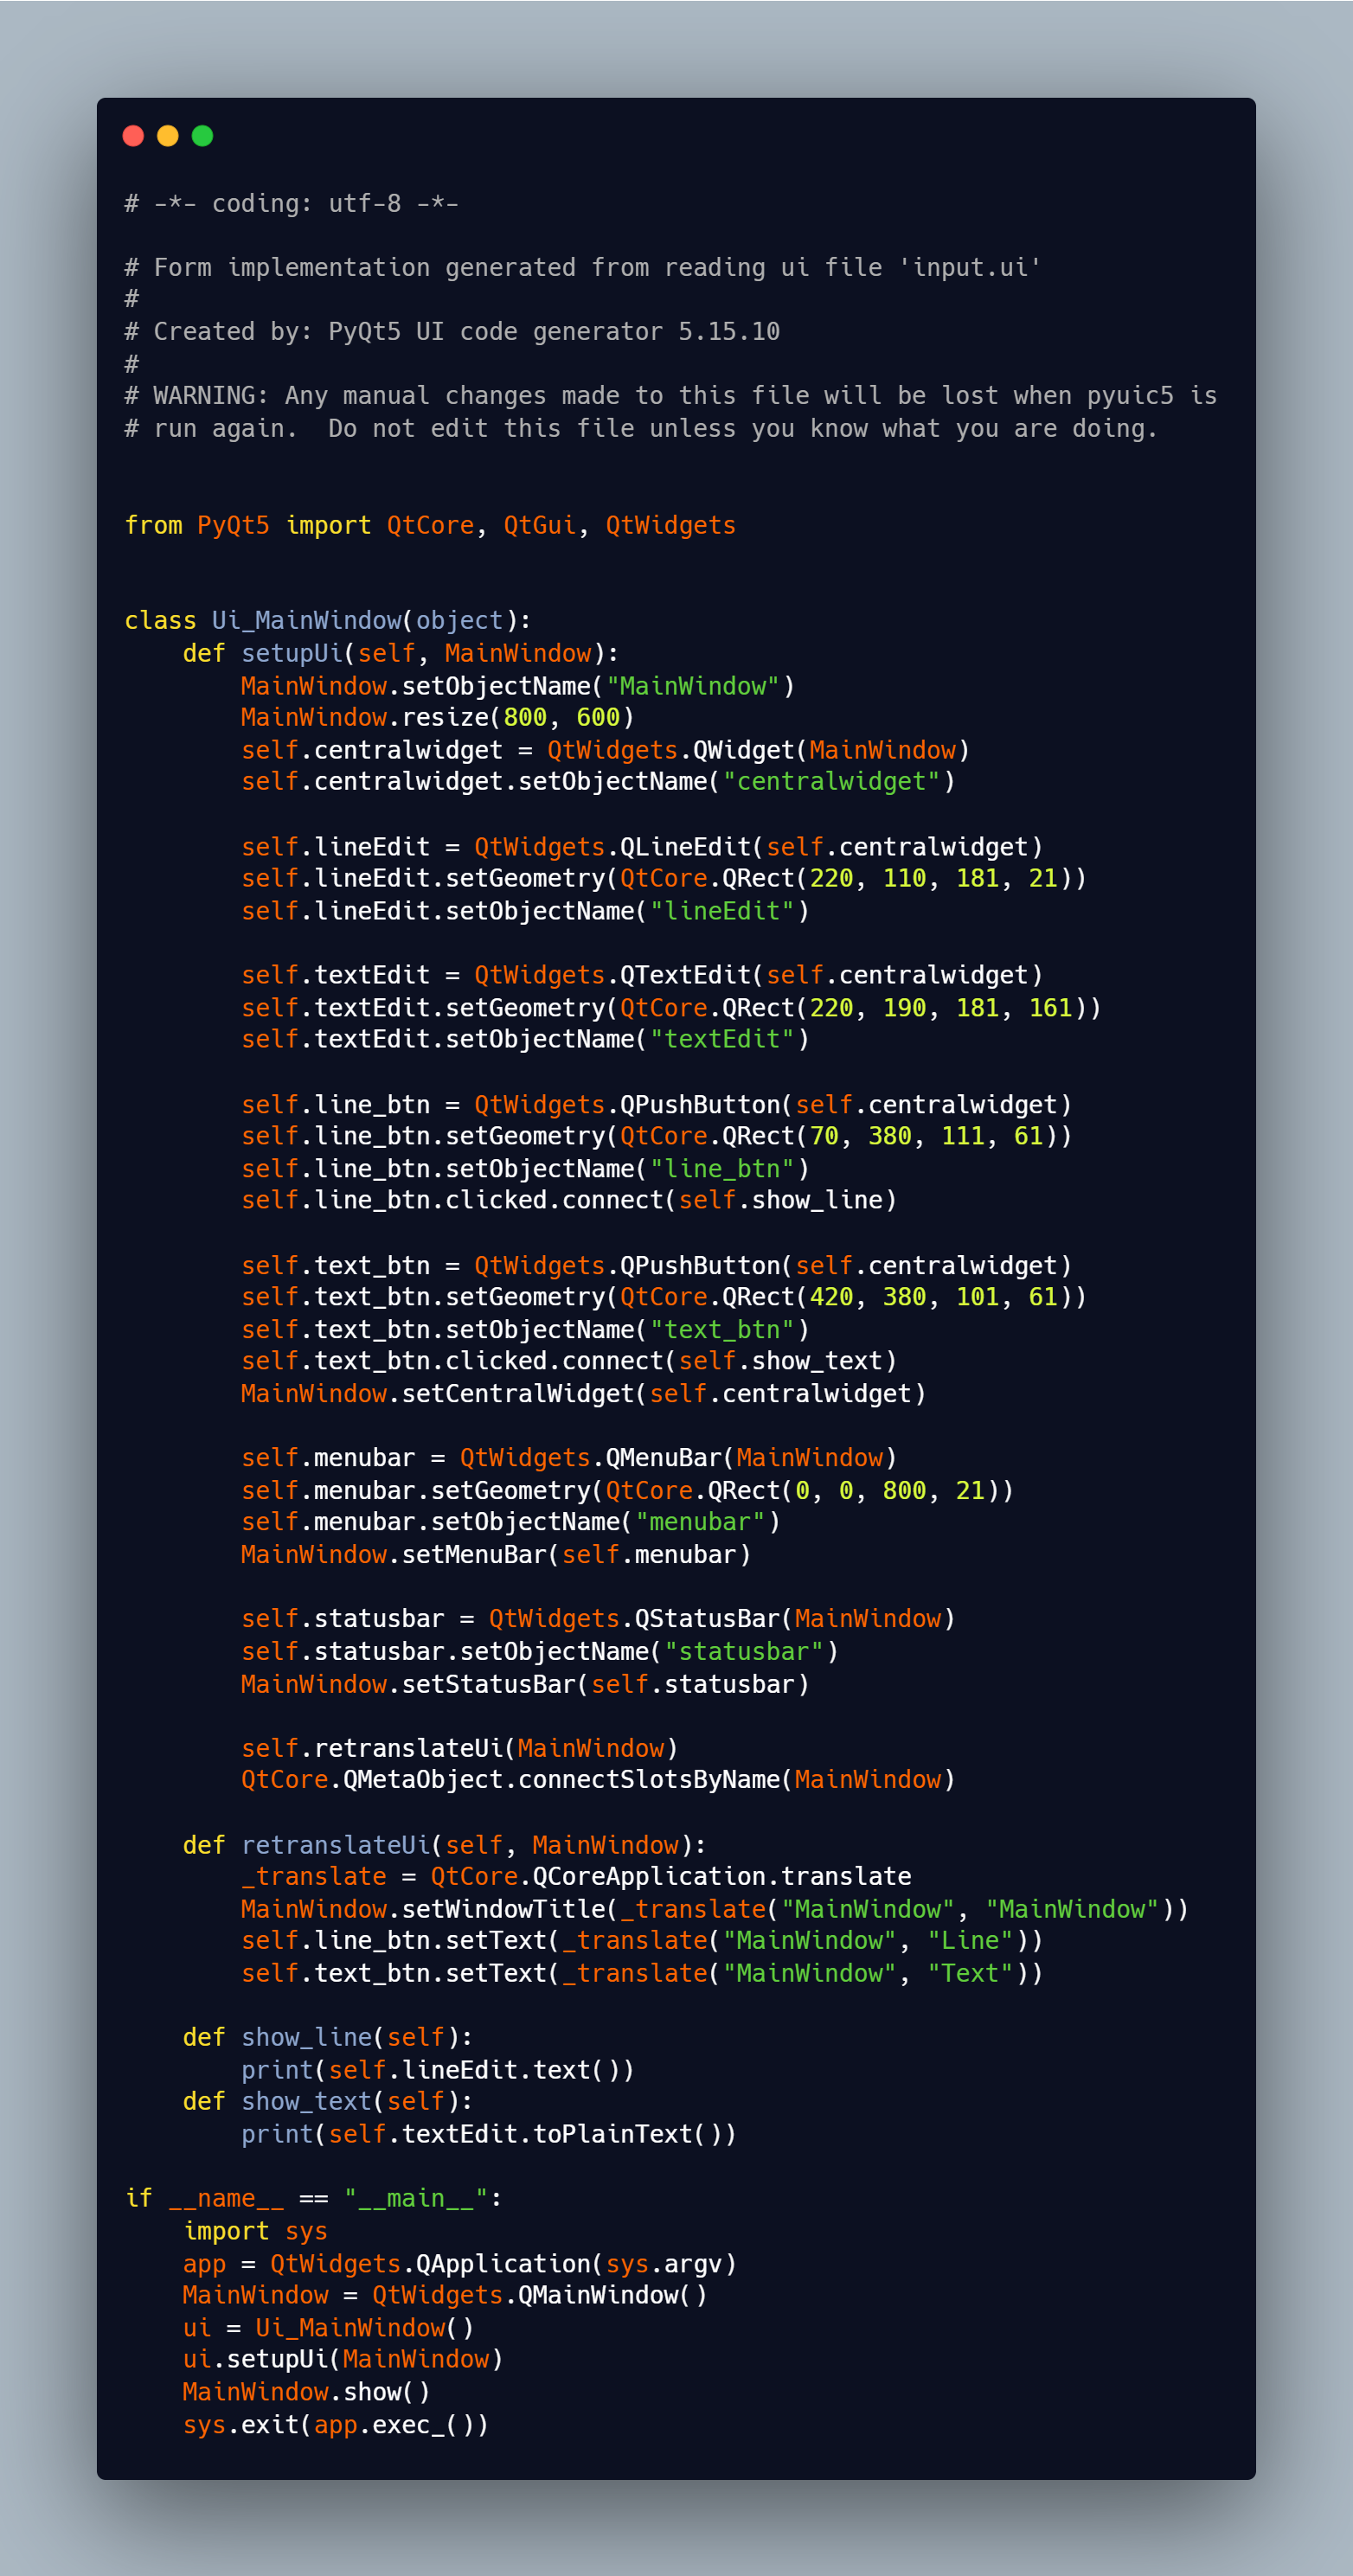 # -*- coding: utf-8 -*-

# Form implementation generated from reading ui file 'input.ui'
#
# Created by: PyQt5 UI code generator 5.15.10
#
# WARNING: Any manual changes made to this file will be lost when pyuic5 is
# run again.  Do not edit this file unless you know what you are doing.


from PyQt5 import QtCore, QtGui, QtWidgets


class Ui_MainWindow(object):
    def setupUi(self, MainWindow):
        MainWindow.setObjectName("MainWindow")
        MainWindow.resize(800, 600)
        self.centralwidget = QtWidgets.QWidget(MainWindow)
        self.centralwidget.setObjectName("centralwidget")

        self.lineEdit = QtWidgets.QLineEdit(self.centralwidget)
        self.lineEdit.setGeometry(QtCore.QRect(220, 110, 181, 21))
        self.lineEdit.setObjectName("lineEdit")

        self.textEdit = QtWidgets.QTextEdit(self.centralwidget)
        self.textEdit.setGeometry(QtCore.QRect(220, 190, 181, 161))
        self.textEdit.setObjectName("textEdit")

        self.line_btn = QtWidgets.QPushButton(self.centralwidget)
        self.line_btn.setGeometry(QtCore.QRect(70, 380, 111, 61))
        self.line_btn.setObjectName("line_btn")
        self.line_btn.clicked.connect(self.show_line)

        self.text_btn = QtWidgets.QPushButton(self.centralwidget)
        self.text_btn.setGeometry(QtCore.QRect(420, 380, 101, 61))
        self.text_btn.setObjectName("text_btn")
        self.text_btn.clicked.connect(self.show_text)
        MainWindow.setCentralWidget(self.centralwidget)

        self.menubar = QtWidgets.QMenuBar(MainWindow)
        self.menubar.setGeometry(QtCore.QRect(0, 0, 800, 21))
        self.menubar.setObjectName("menubar")
        MainWindow.setMenuBar(self.menubar)

        self.statusbar = QtWidgets.QStatusBar(MainWindow)
        self.statusbar.setObjectName("statusbar")
        MainWindow.setStatusBar(self.statusbar)

        self.retranslateUi(MainWindow)
        QtCore.QMetaObject.connectSlotsByName(MainWindow)

    def retranslateUi(self, MainWindow):
        _translate = QtCore.QCoreApplication.translate
        MainWindow.setWindowTitle(_translate("MainWindow", "MainWindow"))
        self.line_btn.setText(_translate("MainWindow", "Line"))
        self.text_btn.setText(_translate("MainWindow", "Text"))

    def show_line(self):
        print(self.lineEdit.text())
    def show_text(self):
        print(self.textEdit.toPlainText())

if __name__ == "__main__":
    import sys
    app = QtWidgets.QApplication(sys.argv)
    MainWindow = QtWidgets.QMainWindow()
    ui = Ui_MainWindow()
    ui.setupUi(MainWindow)
    MainWindow.show()
    sys.exit(app.exec_())